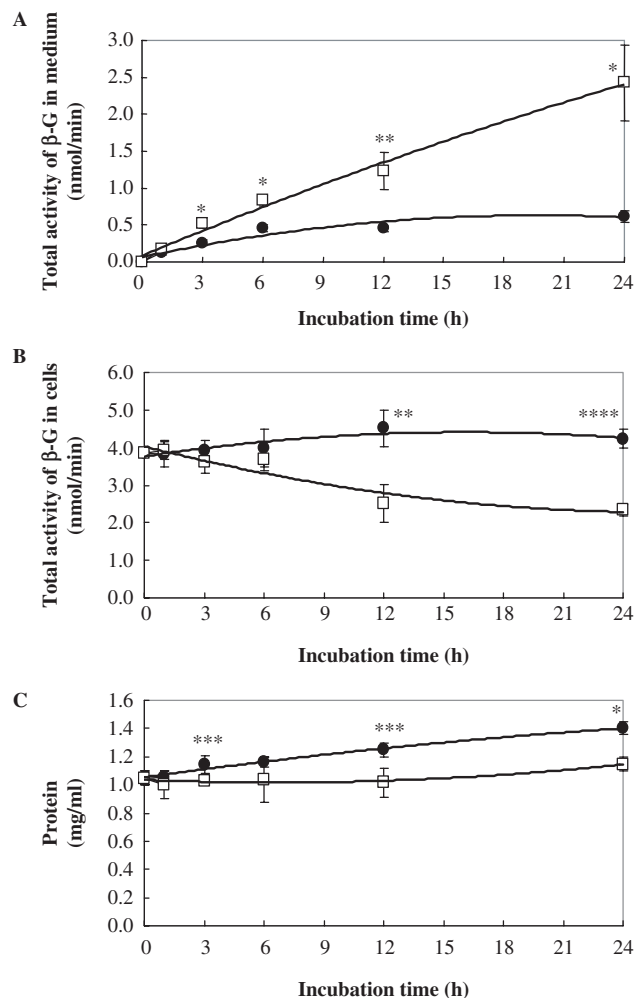 A
Total activity of β-G in medium
(nmol/min)
3.0
2.5
2.0
1.5
1.0
0.5
0.0
*
*
**
*
0 3 6 9 12 15 18 21 24
Incubation time (h)
B
Total activity of β-G in cells
(nmol/min)
6.0
5.0
4.0
3.0
2.0
1.0
0.0
**
****
0 3 6 9 12 15 18 21 24
Incubation time (h)
C
Protein
(mg/ml)
1.6
1.4
1.2
1.0
0.8
0.6
0.4
0.2
0.0
***
***
*
0 3 6 9 12 15 18 21 24
Incubation time (h)